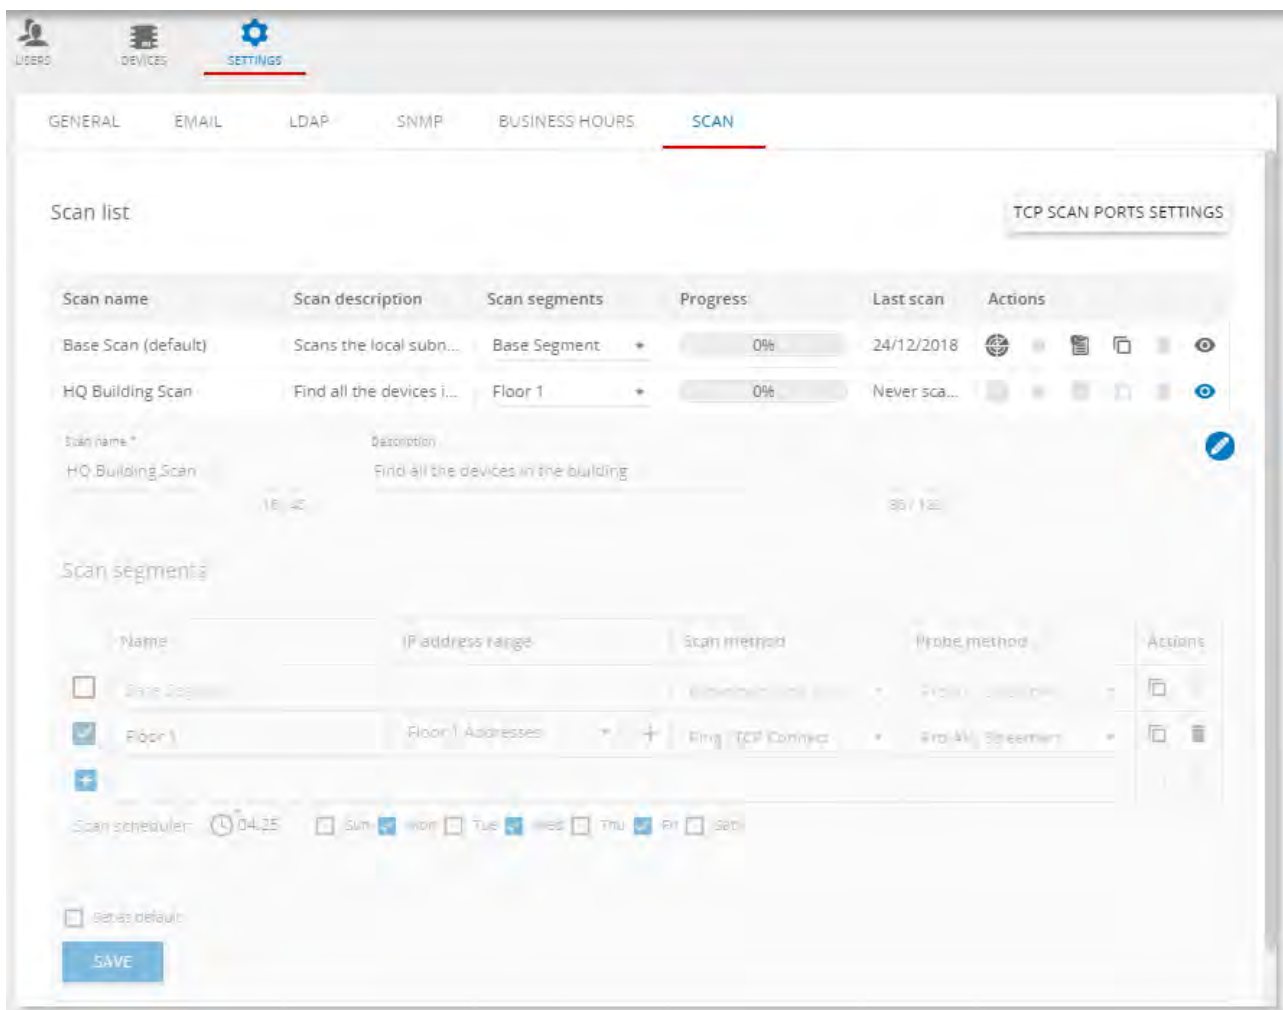 USERS DEVICES SETTINGS
GENERAL EMAIL LDAP SNMP BUSINESS HOURS SCAN
Scan list TCP SCAN PORTS SETTINGS
Scan name Scan description Scan segments Progress Last scan Actions
Base Scan (default) Scans the local subn... Base Segment 0% 24/12/2018
HQ Building Scan Find all the devices i... Floor 1 0% Never sca...
Scan name * Description
HQ Building Scan Find all the devices in the building
Scan segments
Name IP address range Scan method Probe method Actions
Floor 1 Floor 1 Addresses Ping, TCP Connect
Scan scheduler 04:25 Sun Mon Tue Wed Thu Fri Sat
Set as default
SAVE